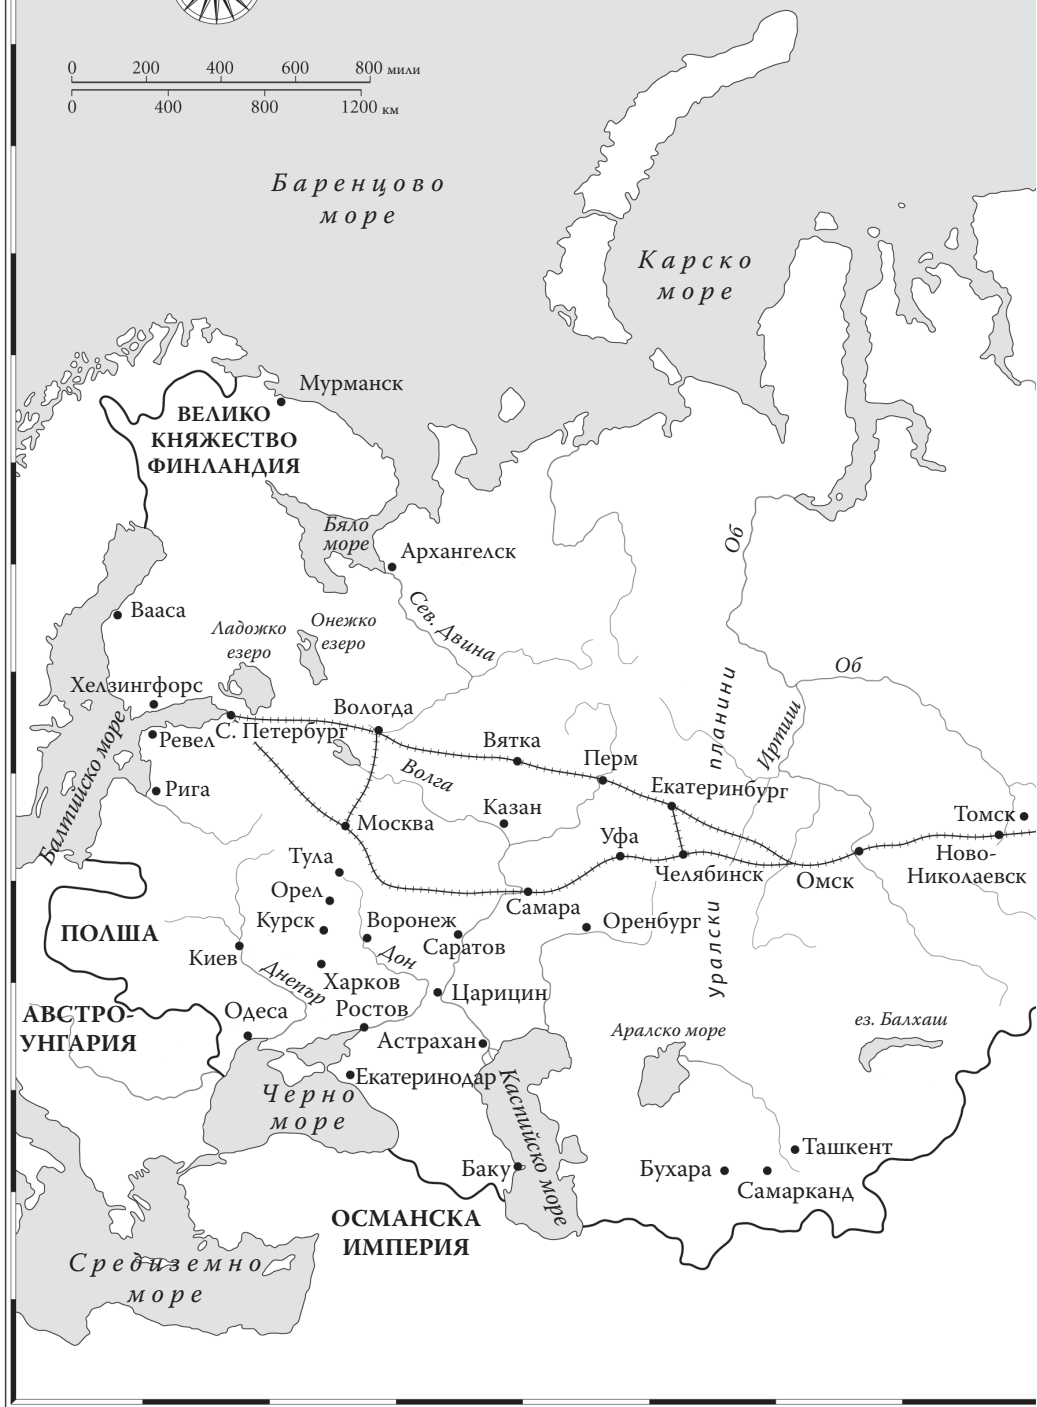 0 200 400 600 800 мили
0 400 800 1200 км
Баренцово
море
Карско
море
Мурманск
ВЕЛИКО
КНЯЖЕСТВО
ФИНЛАНДИЯ
Бяло
море
Архангелск
Об
Вааса
Сев. Двина
Ладожко
езеро
Онежко
езеро
Об
Хелзингфорс
С. Петербург
Вологда
Ревел
Балтийско море
Рига
Вятка
Волга
Перм
планини
Иртиш
Екатеринбург
Казан
Томск
Москва
Уфа
Челябинск
Омск
Ново-
Николаевск
Тула
Орел
Самара
Курск
Воронеж
Саратов
Оренбург
Уралски
ПОЛША
Киев
Дон
Днепър
Харков
Царицин
Одеса
Ростов
АВСТРО-
УНГАРИЯ
Астрахан
Аралско море
ез. Балхаш
Екатеринодар
Черно
море
Каспийско море
Баку
Ташкент
Бухара
Самарканд
ОСМАНСКА
ИМПЕРИЯ
Средиземно
море